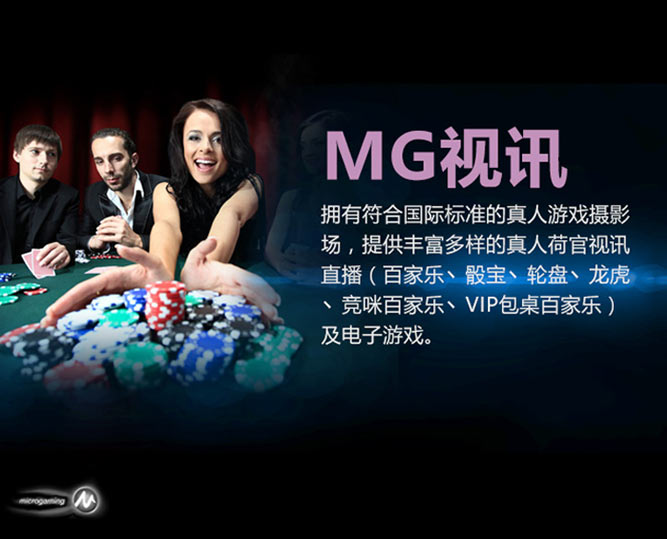 MG视讯
拥有符合国际标准的真人游戏摄影
场，提供丰富多样的真人荷官视讯
直播（百家乐、骰宝、轮盘、龙虎
、竞咪百家乐、VIP包桌百家乐）
及电子游戏。
microgaming